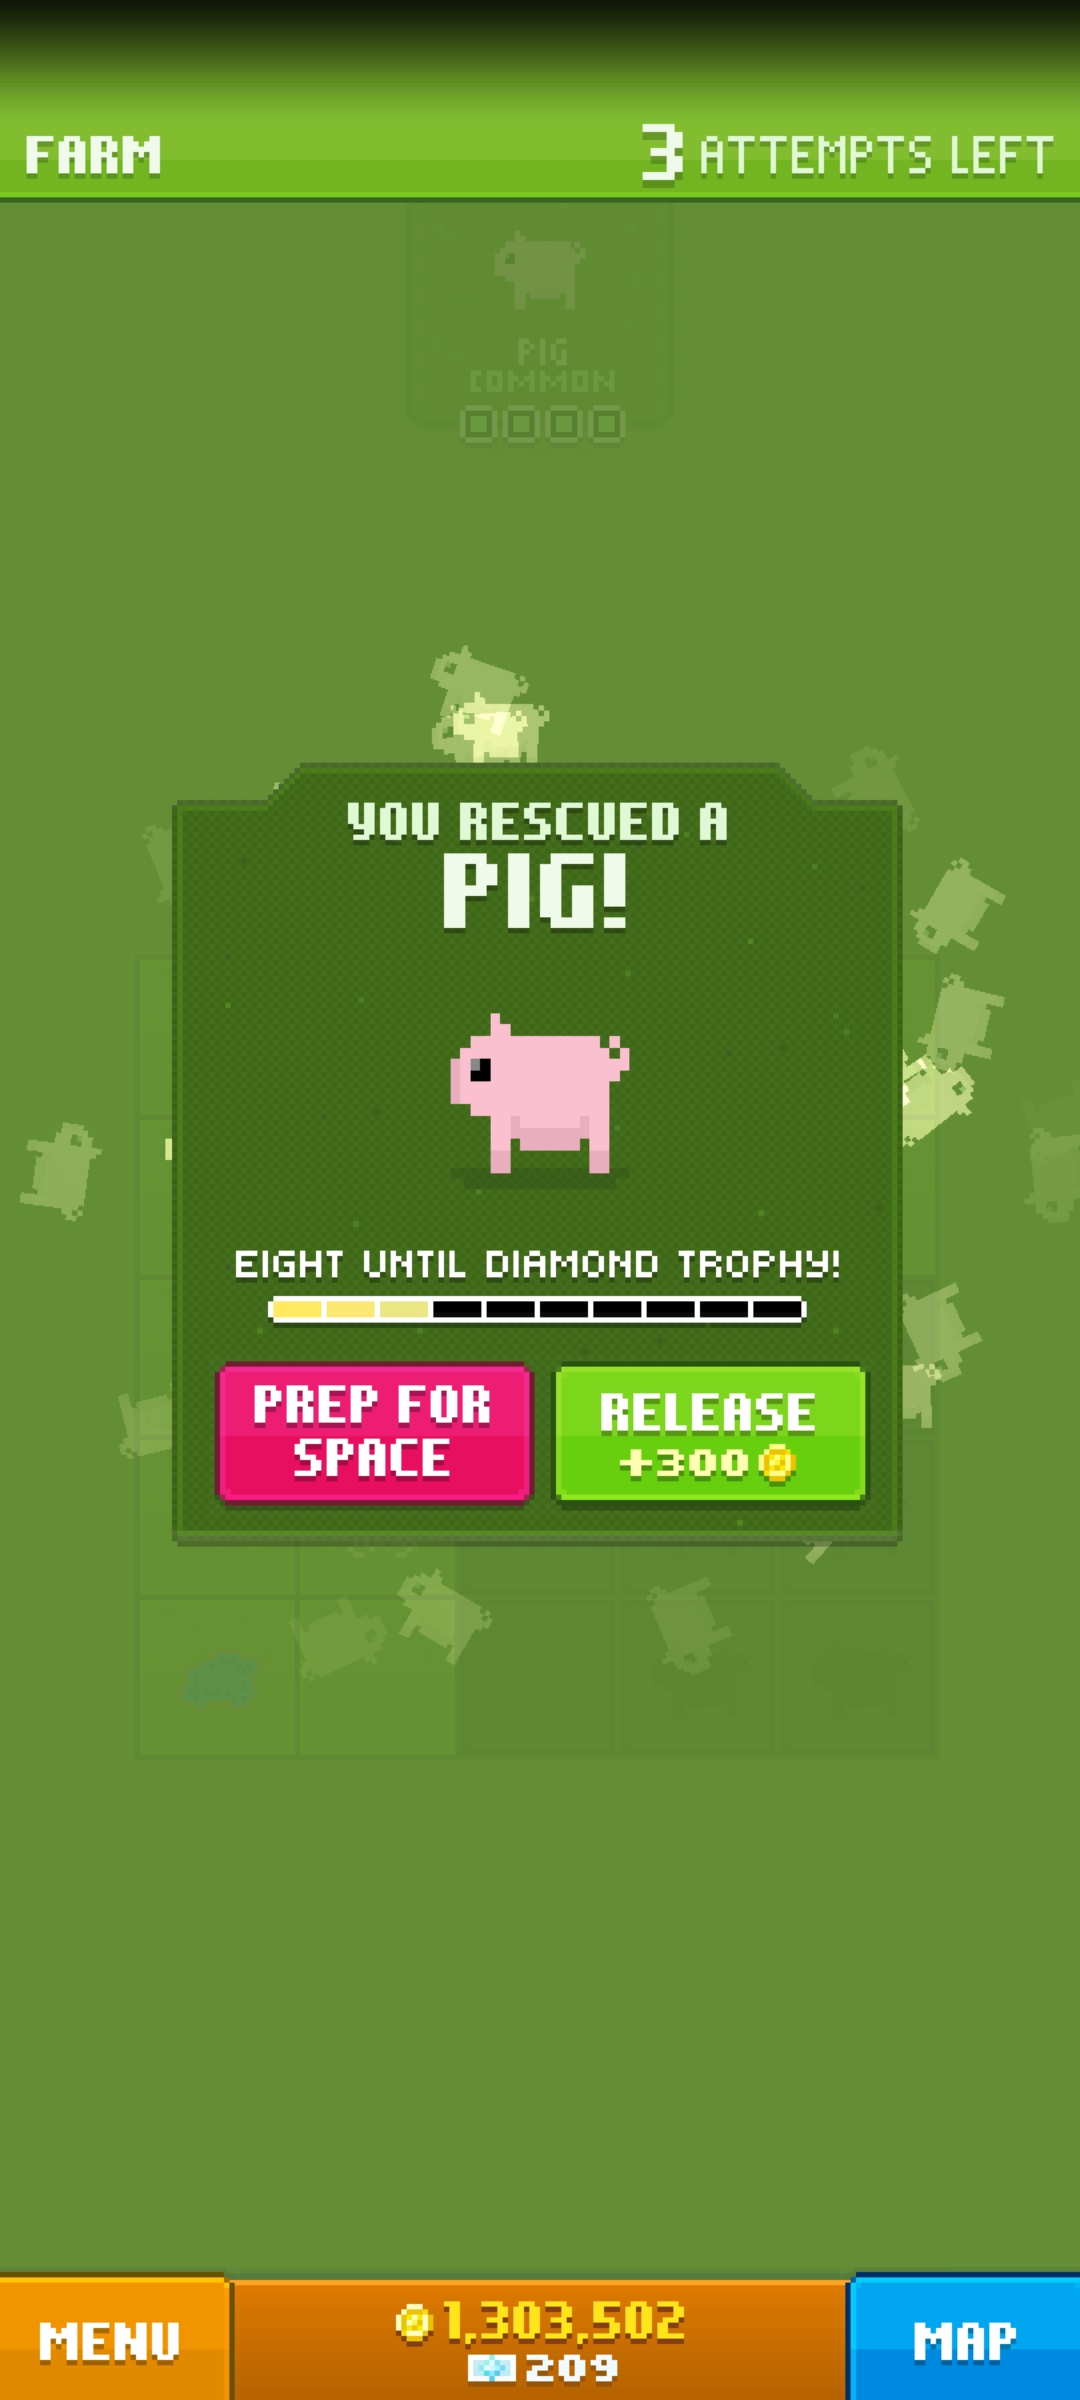 FARM
3 ATTEMPTS LEFT
PIG
COMMON
YOU RESCUED A
PIG!
EIGHT UNTIL DIAMOND TROPHY!
PREP FOR
SPACE
RELEASE
+300
MENU
1,303,502
209
MAP